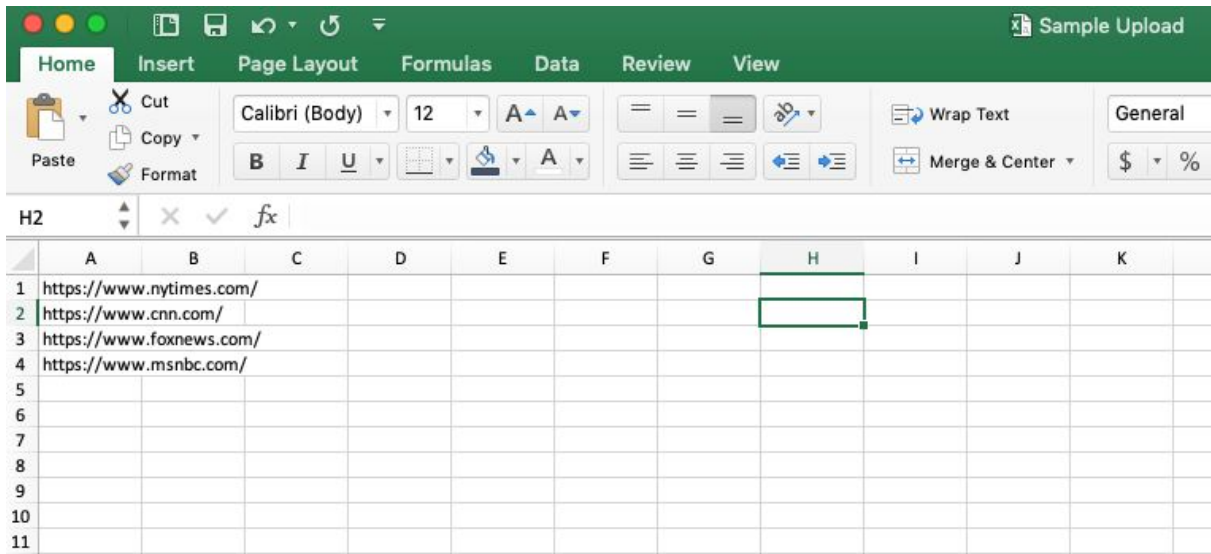 Sample Upload
Home Insert Page Layout Formulas Data Review View
Paste
Cut
Copy
Format
Calibri (Body) 12 A A
B I U A
Wrap Text
Merge & Center
General
$ %
H2 fx
A B C D E F G H I J K
1 https://www.nytimes.com/
2 https://www.cnn.com/
3 https://www.foxnews.com/
4 https://www.msnbc.com/
5
6
7
8
9
10
11